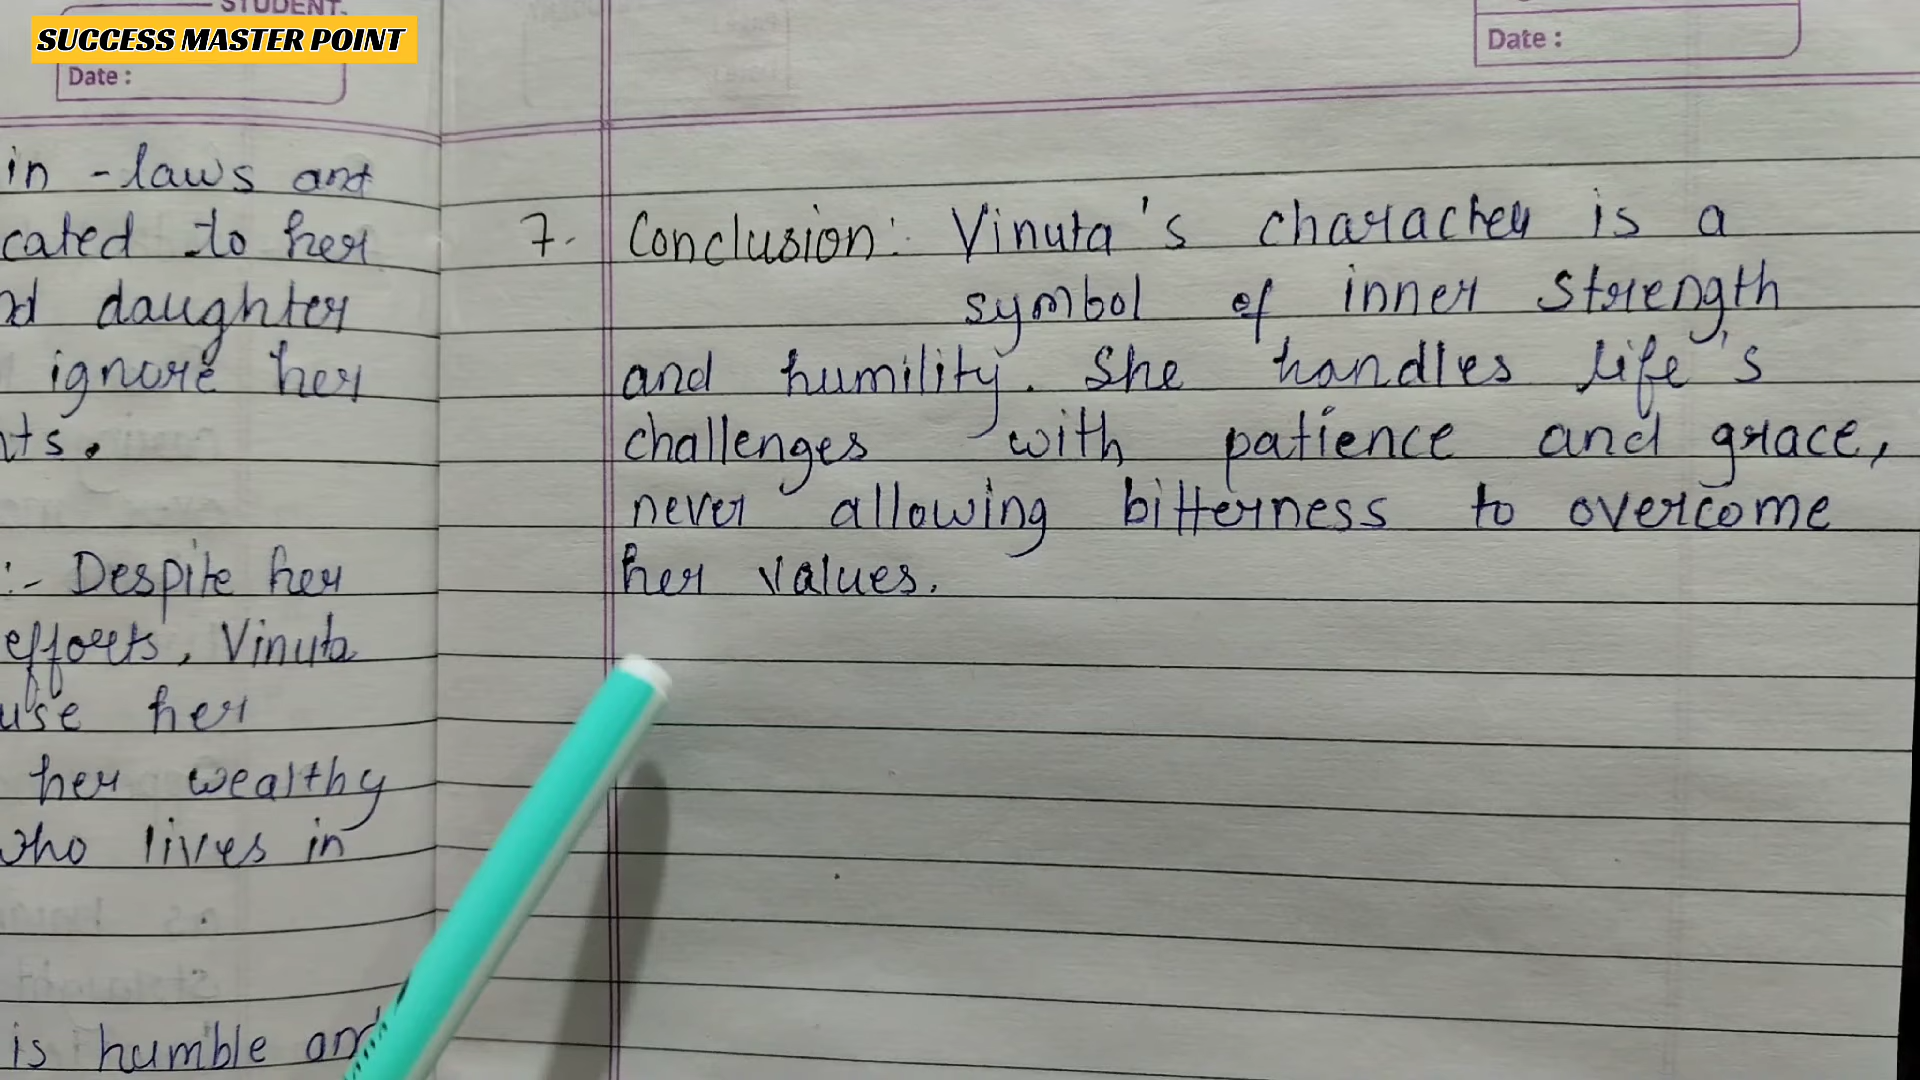 STUDENT
SUCCESS MASTER POINT
Date :
Date :
in - laws and
cated to her
daughter
ignore her
ts.
:- Despite her
efforts, Vinuta
use her
her wealthy
who lives in
is humble and
7. Conclusion:- Vinuta's character is a
symbol of inner strength
and humility. She handles life's
challenges with patience and grace,
never allowing bitterness to overcome
her values.